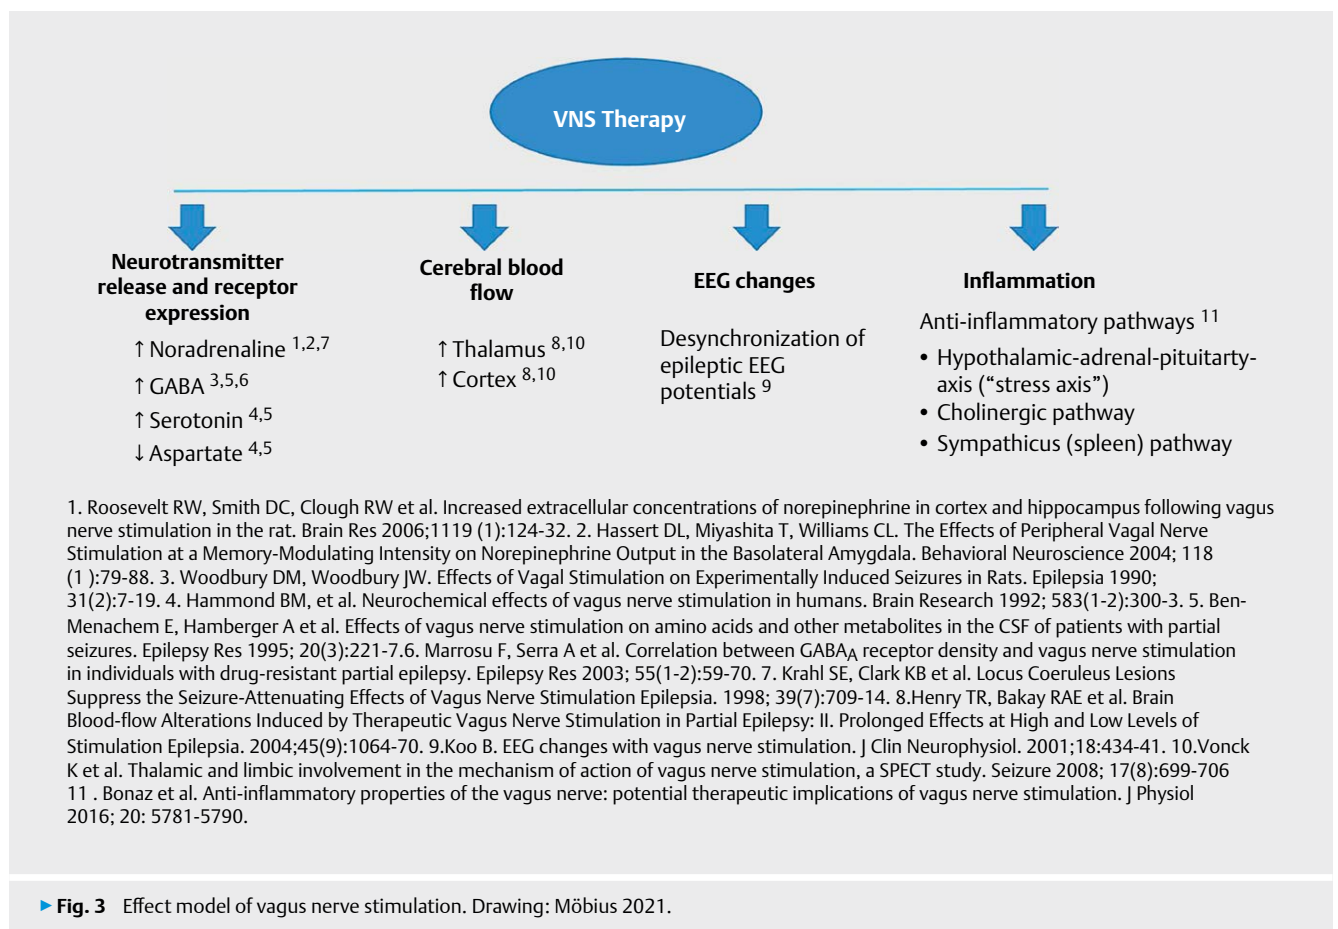 VNS Therapy
Neurotransmitter
release and receptor
expression
↑ Noradrenaline 1,2,7
↑ GABA 3,5,6
↑ Serotonin 4,5
↓ Aspartate 4,5
Cerebral blood
flow
↑ Thalamus 8,10
↑ Cortex 8,10
EEG changes
Desynchronization of
epileptic EEG
potentials 9
Inflammation
Anti-inflammatory pathways 11
• Hypothalamic-adrenal-pituitarty-
axis (“stress axis”)
• Cholinergic pathway
• Sympathicus (spleen) pathway
1. Roosevelt RW, Smith DC, Clough RW et al. Increased extracellular concentrations of norepinephrine in cortex and hippocampus following vagus
nerve stimulation in the rat. Brain Res 2006;1119 (1):124-32. 2. Hassert DL, Miyashita T, Williams CL. The Effects of Peripheral Vagal Nerve
Stimulation at a Memory-Modulating Intensity on Norepinephrine Output in the Basolateral Amygdala. Behavioral Neuroscience 2004; 118
(1 ):79-88. 3. Woodbury DM, Woodbury JW. Effects of Vagal Stimulation on Experimentally Induced Seizures in Rats. Epilepsia 1990;
31(2):7-19. 4. Hammond BM, et al. Neurochemical effects of vagus nerve stimulation in humans. Brain Research 1992; 583(1-2):300-3. 5. Ben-
Menachem E, Hamberger A et al. Effects of vagus nerve stimulation on amino acids and other metabolites in the CSF of patients with partial
seizures. Epilepsy Res 1995; 20(3):221-7.6. Marrosu F, Serra A et al. Correlation between GABAA receptor density and vagus nerve stimulation
in individuals with drug-resistant partial epilepsy. Epilepsy Res 2003; 55(1-2):59-70. 7. Krahl SE, Clark KB et al. Locus Coeruleus Lesions
Suppress the Seizure-Attenuating Effects of Vagus Nerve Stimulation Epilepsia. 1998; 39(7):709-14. 8.Henry TR, Bakay RAE et al. Brain
Blood-flow Alterations Induced by Therapeutic Vagus Nerve Stimulation in Partial Epilepsy: II. Prolonged Effects at High and Low Levels of
Stimulation Epilepsia. 2004;45(9):1064-70. 9.Koo B. EEG changes with vagus nerve stimulation. J Clin Neurophysiol. 2001;18:434-41. 10.Vonck
K et al. Thalamic and limbic involvement in the mechanism of action of vagus nerve stimulation, a SPECT study. Seizure 2008; 17(8):699-706
11 . Bonaz et al. Anti-inflammatory properties of the vagus nerve: potential therapeutic implications of vagus nerve stimulation. J Physiol
2016; 20: 5781-5790.
▶ Fig. 3 Effect model of vagus nerve stimulation. Drawing: Möbius 2021.